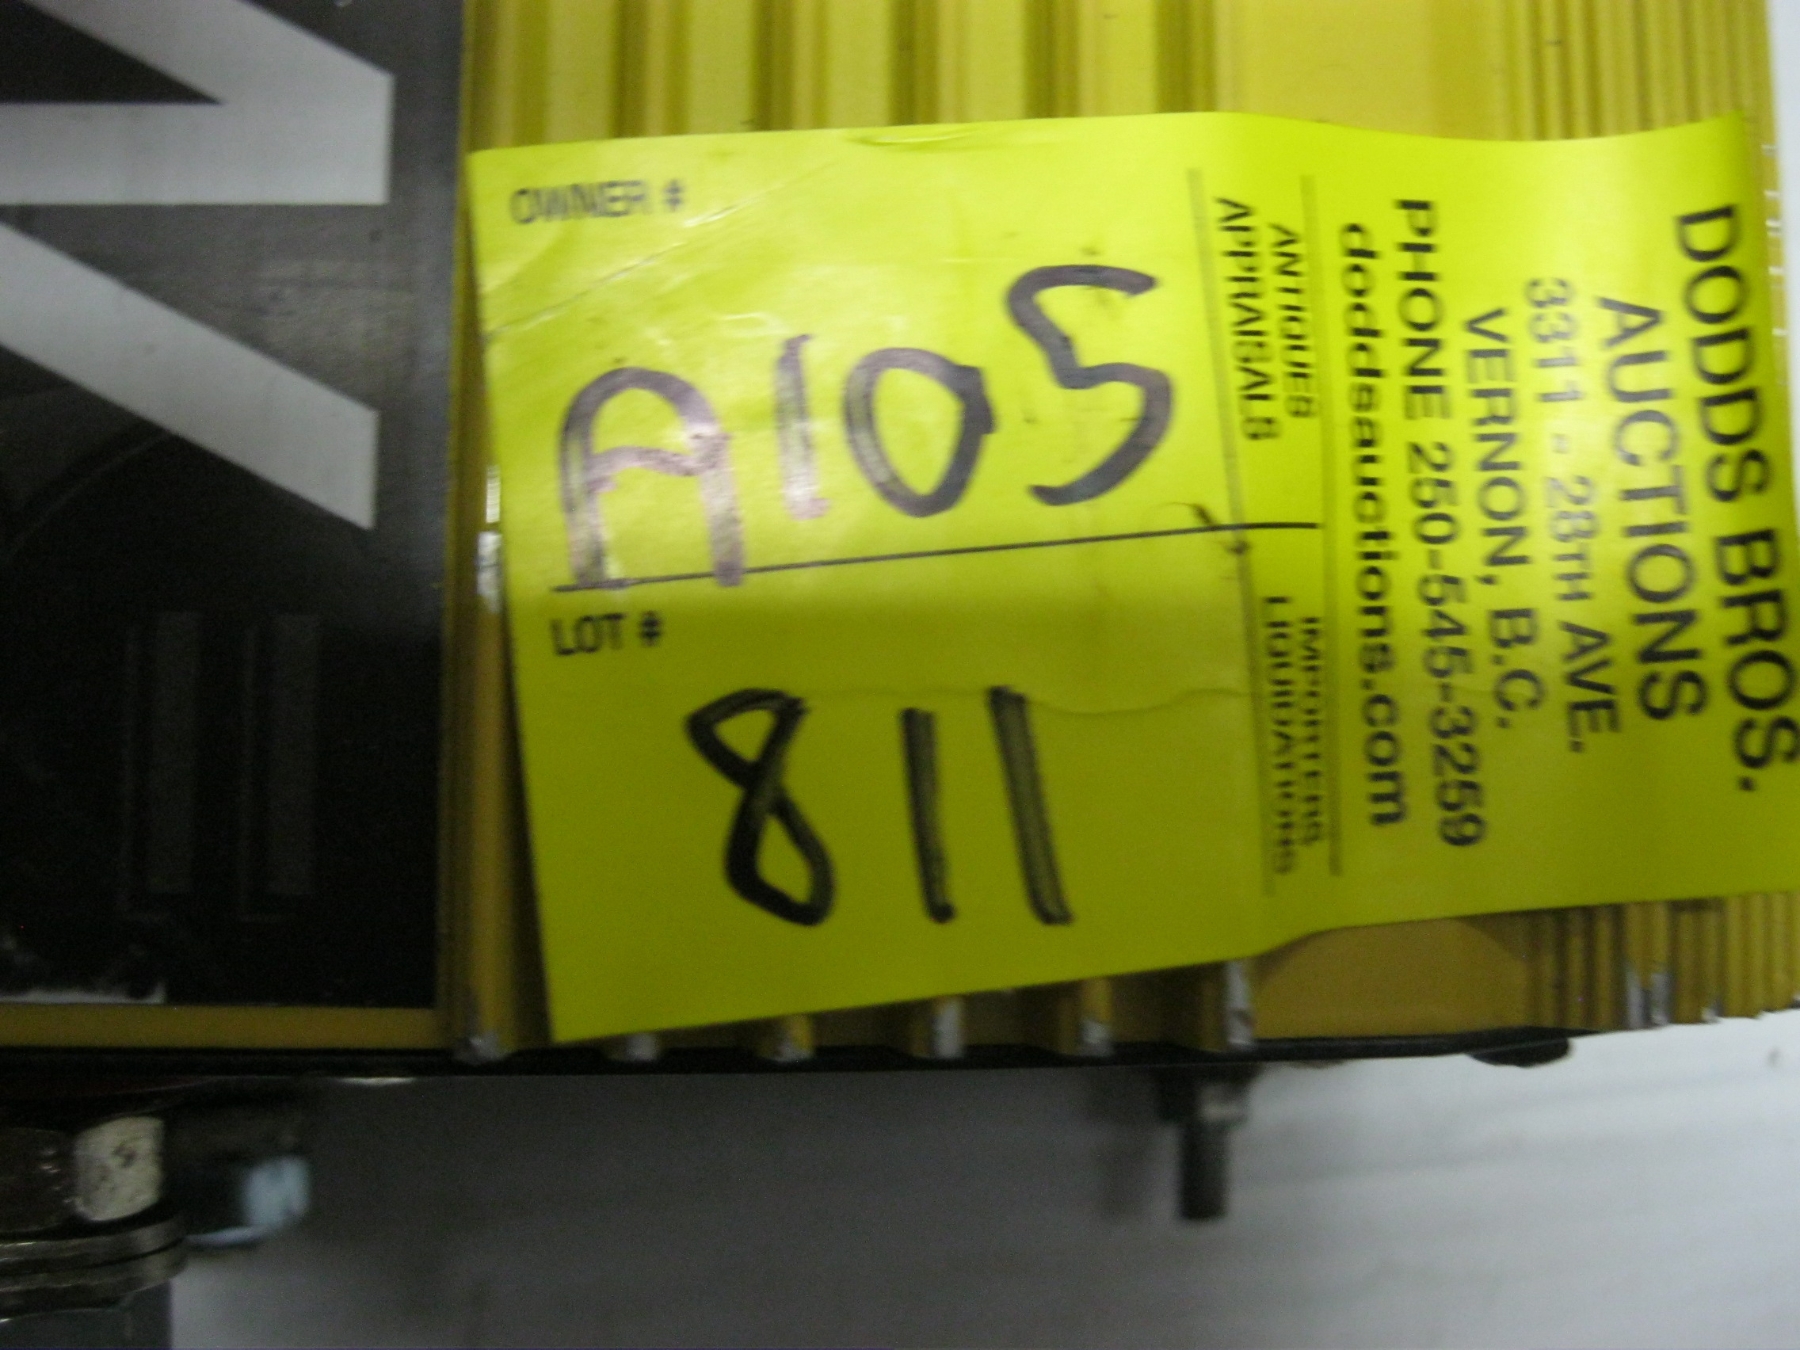 OWNER #
A105
LOT #
811
DODDS BROS.
AUCTIONS
3311 - 28TH AVE.
VERNON, B.C.
PHONE 250-545-3259
doddsauctions.com
ANTIQUES
APPRAISALS
IMPORTERS
LIQUIDATORS